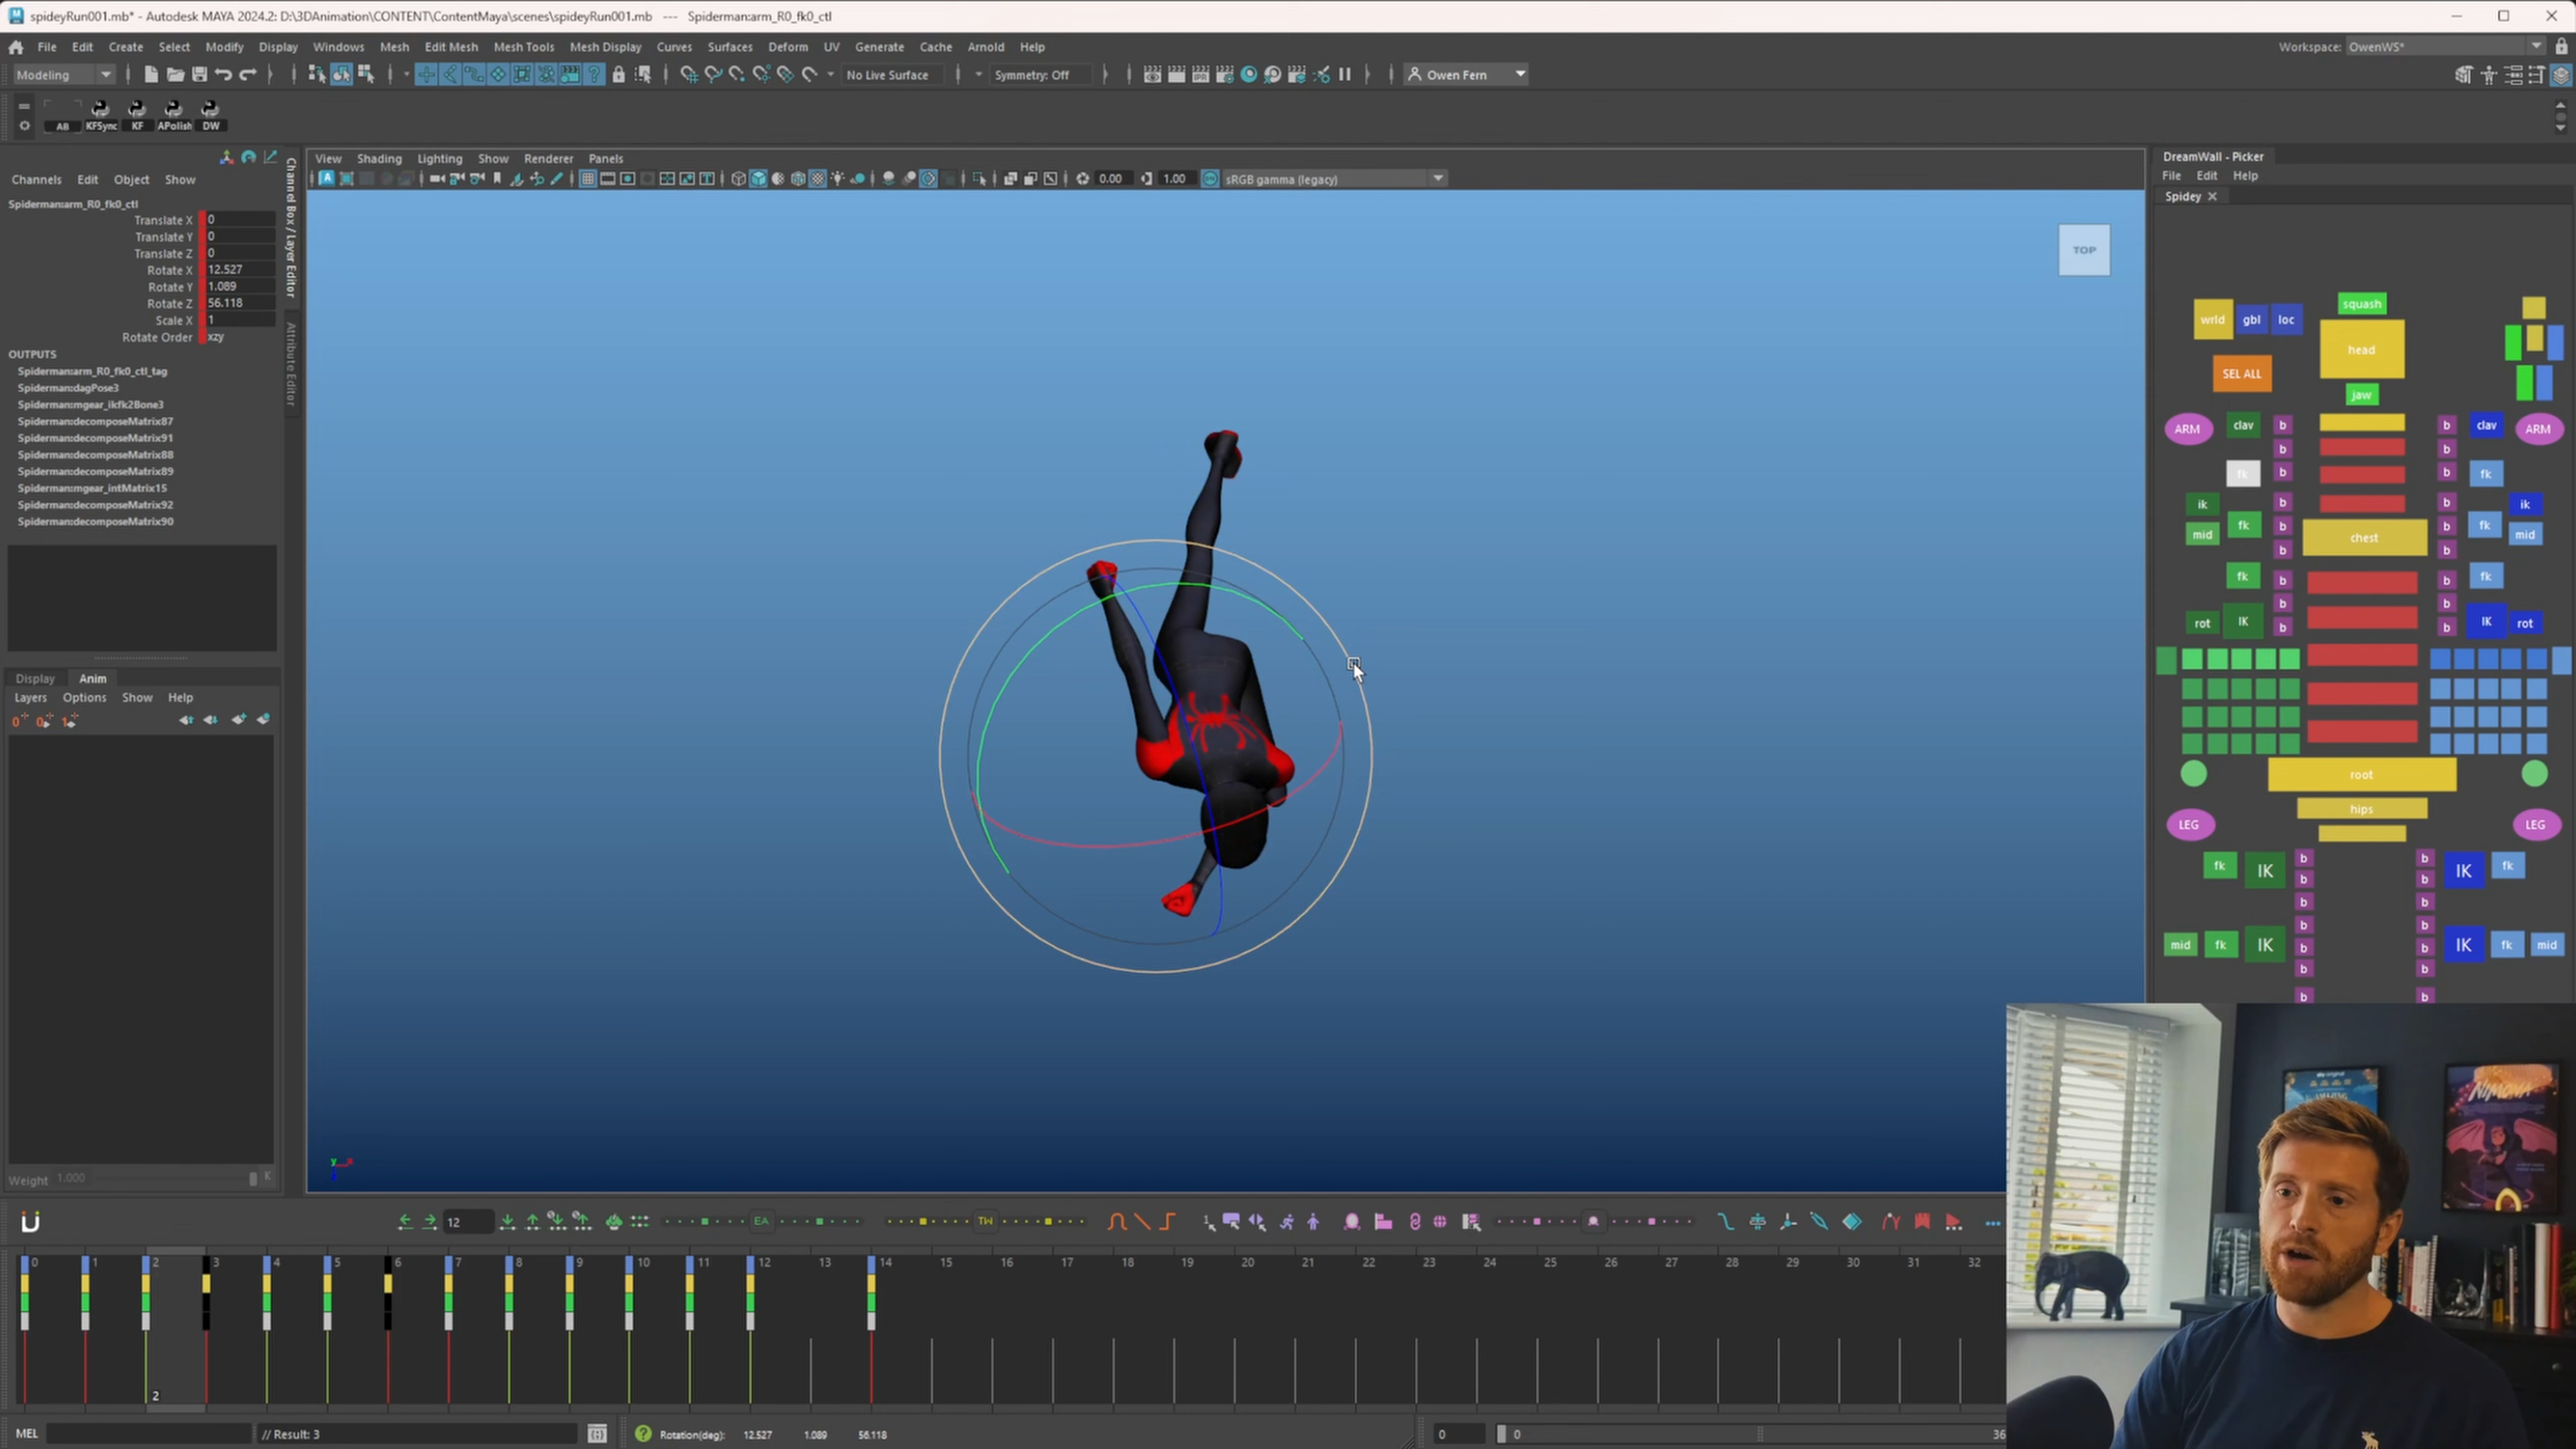 spideyRun001.mb* - Autodesk MAYA 2024.2: D:\3DAnimation\CONTENT\ContentMaya\scenes\spideyRun001.mb --- Spiderman:arm_R0_fk0_ctl
File Edit Create Select Modify Display Windows Mesh Edit Mesh Mesh Tools Mesh Display Curves Surfaces Deform UV Generate Cache Arnold Help
Workspace: OwenWS*
Modeling
No Live Surface
Symmetry: Off
Owen Fern
AB KFSync KF APolish DW
Channels Edit Object Show
Spiderman:arm_R0_fk0_ctl
Translate X 0
Translate Y 0
Translate Z 0
Rotate X 12.527
Rotate Y 1.089
Rotate Z 56.118
Scale X 1
Rotate Order xzy
OUTPUTS
Spiderman:arm_R0_fk0_ctl_tag
Spiderman:dagPose3
Spiderman:mgear_ikfk2Bone3
Spiderman:decomposeMatrix87
Spiderman:decomposeMatrix91
Spiderman:decomposeMatrix88
Spiderman:decomposeMatrix89
Spiderman:mgear_intMatrix15
Spiderman:decomposeMatrix92
Spiderman:decomposeMatrix90
Channel Box / Layer Editor
Attribute Editor
Display Anim
Layers Options Show Help
Weight 1.000 K
View Shading Lighting Show Renderer Panels
0.00 1.00 sRGB gamma (legacy)
TOP
y x
DreamWall - Picker
File Edit Help
Spidey
squash
wrld gbl loc
head
SEL ALL
jaw
ARM clav b b clav ARM
b b
fk b b fk
ik b b ik
mid fk b chest b fk mid
b b
fk b b fk
b b
rot IK b b IK rot
root
hips
LEG LEG
fk IK b b IK fk
b b
b b
b b
mid fk IK b b IK fk mid
b b
b b
NIMONA
12
EA
TW
0 1 2 3 4 5 6 7 8 9 10 11 12 13 14 15 16 17 18 19 20 21 22 23 24 25 26 27 28 29 30 31 32
2
MEL
// Result: 3
Rotation(deg): 12.527 1.089 56.118
0
0
36